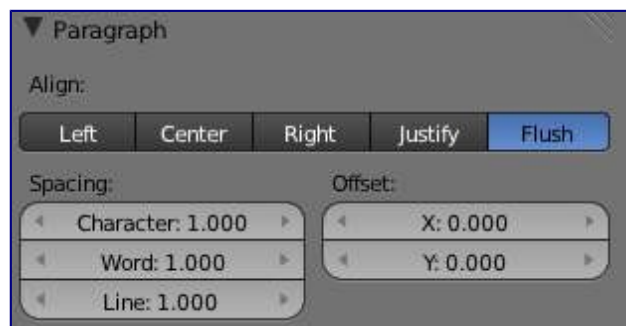 Paragraph
Align:
Left Center Right Justify Flush
Spacing:
Character: 1.000
Word: 1.000
Line: 1.000
Offset:
X: 0.000
Y: 0.000